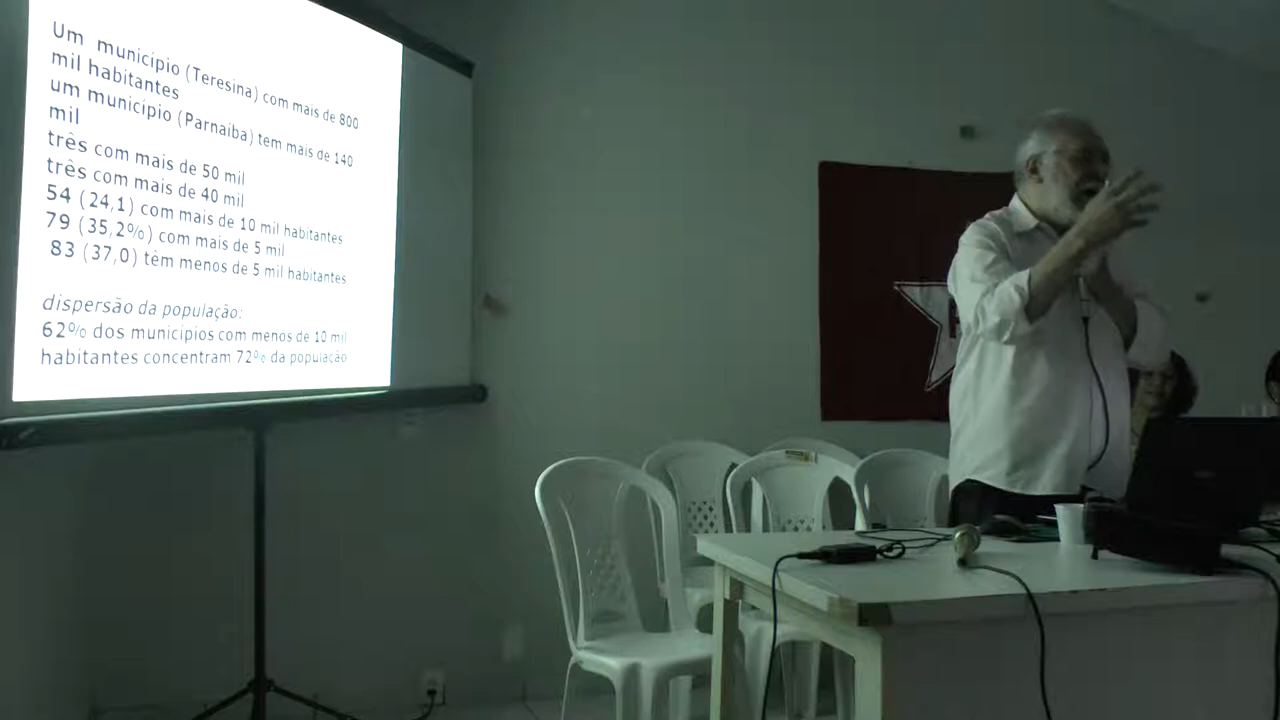 Um município (Teresina) com mais de 800
mil habitantes
um município (Parnaíba) tem mais de 140
mil
três com mais de 50 mil
três com mais de 40 mil
54 (24,1) com mais de 10 mil habitantes
79 (35,2%) com mais de 5 mil
83 (37,0) têm menos de 5 mil habitantes
dispersão da população:
62% dos municípios com menos de 10 mil
habitantes concentram 72% da população